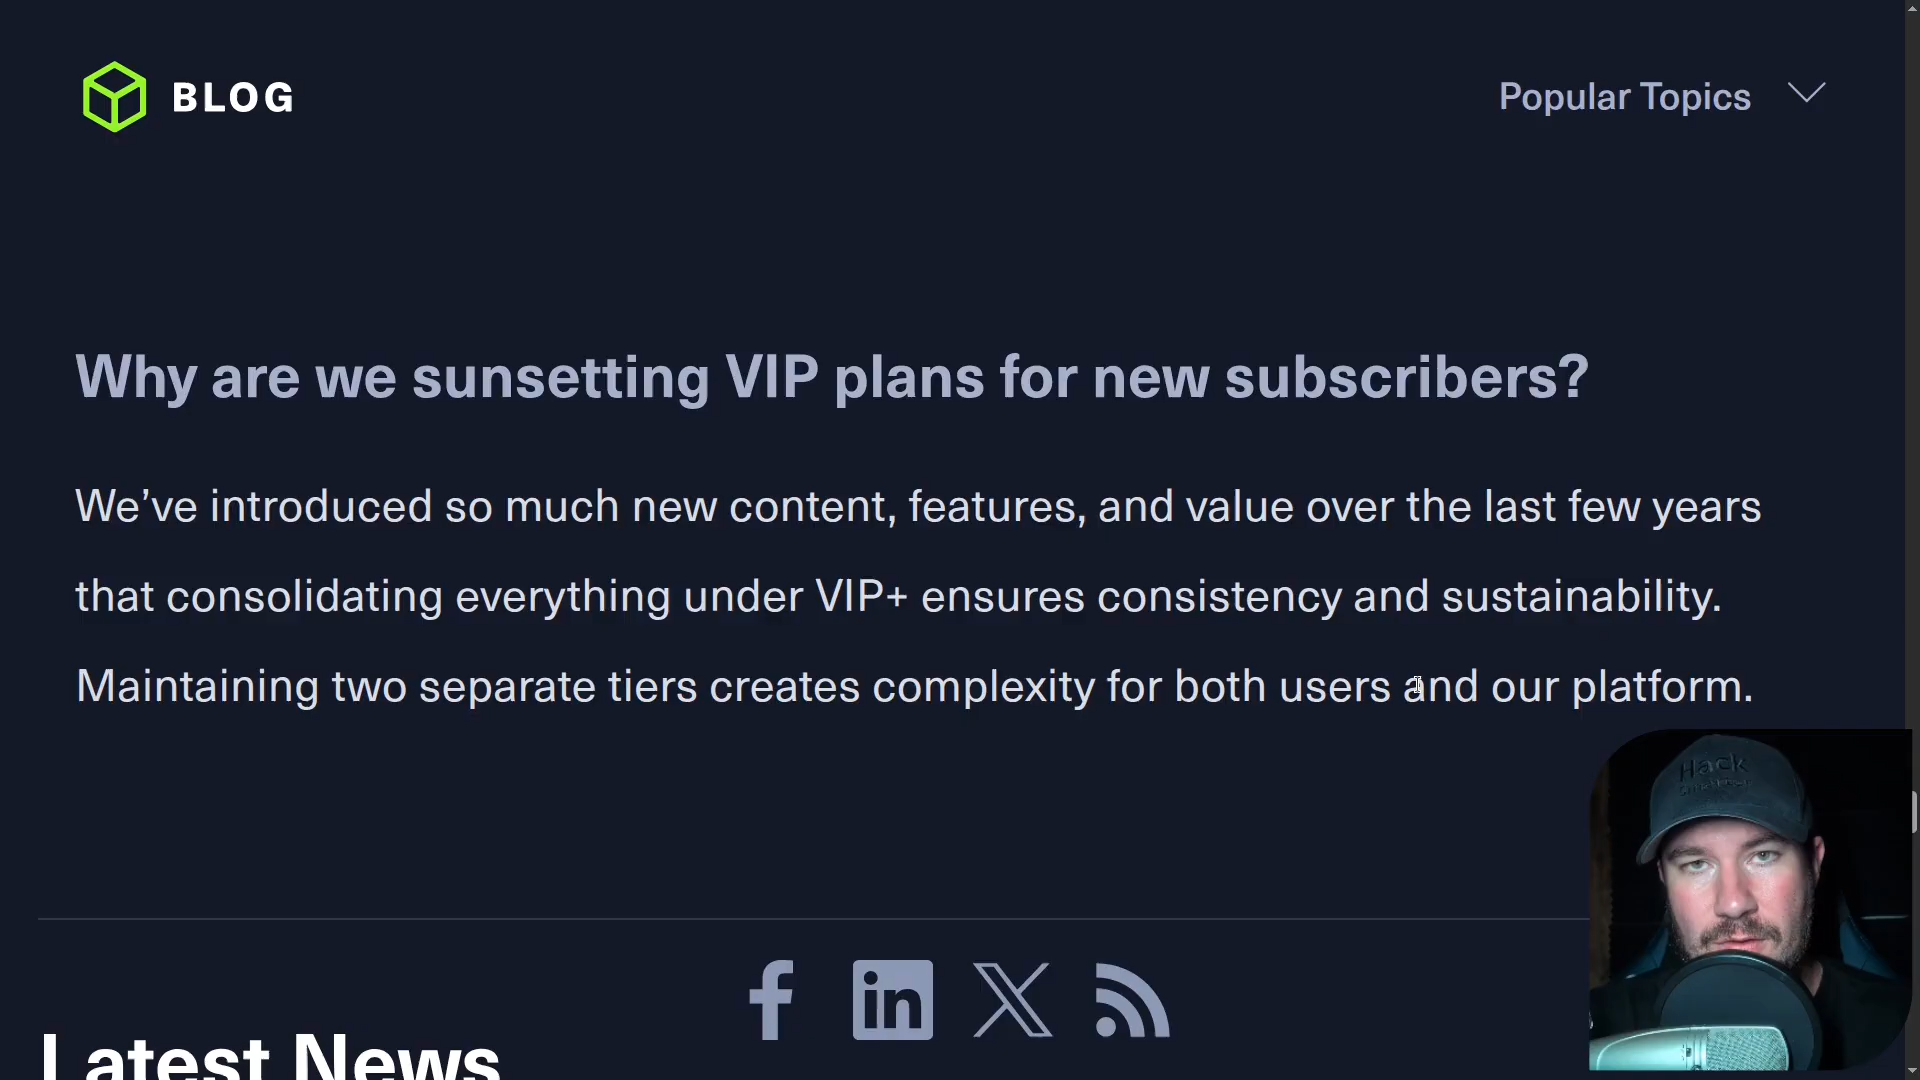 BLOG
Popular Topics
Why are we sunsetting VIP plans for new subscribers?
We’ve introduced so much new content, features, and value over the last few years
that consolidating everything under VIP+ ensures consistency and sustainability.
Maintaining two separate tiers creates complexity for both users and our platform.
Hack
Latest News